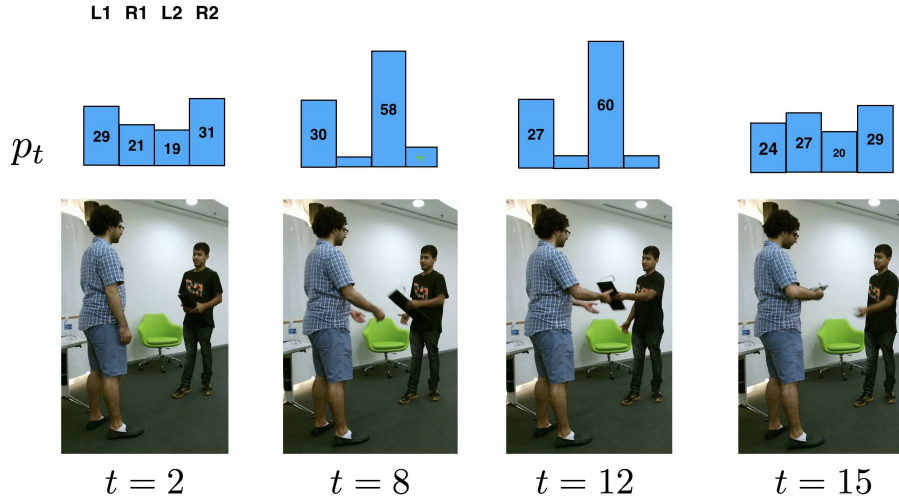 L1 R1 L2 R2
p_t
29 21 19 31
30 58
27 60
24 27 20 29
t = 2
t = 8
t = 12
t = 15